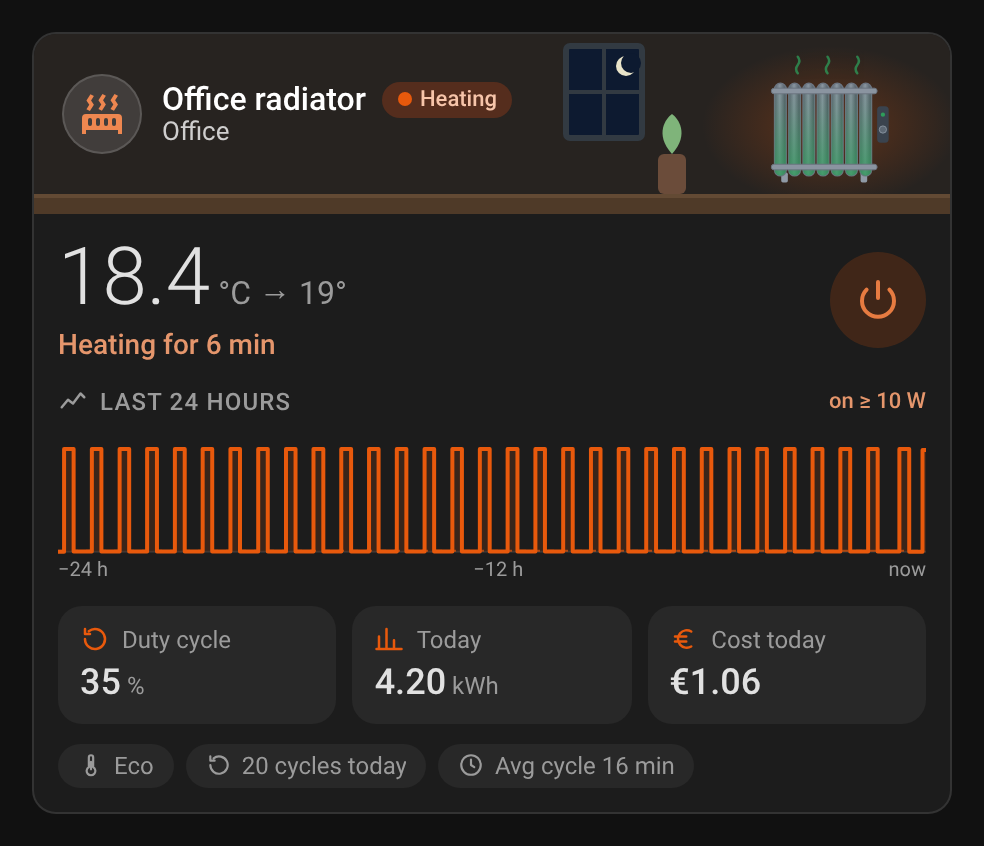 Office radiator
Heating
Office
18.4 °C → 19°
Heating for 6 min
LAST 24 HOURS
on ≥ 10 W
−24 h
−12 h
now
Duty cycle
35 %
Today
4.20 kWh
€ Cost today
€1.06
Eco
20 cycles today
Avg cycle 16 min